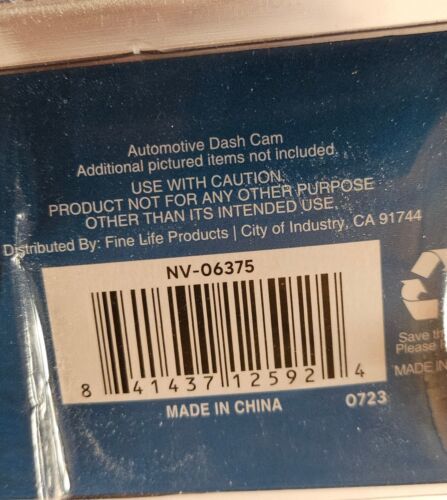 Automotive Dash Cam
Additional pictured items not included.
USE WITH CAUTION.
PRODUCT NOT FOR ANY OTHER PURPOSE
OTHER THAN ITS INTENDED USE.
Distributed By: Fine Life Products | City of Industry, CA 91744
NV-06375
8 41437 12592 4
MADE IN CHINA 0723
Save
Please
MADE IN